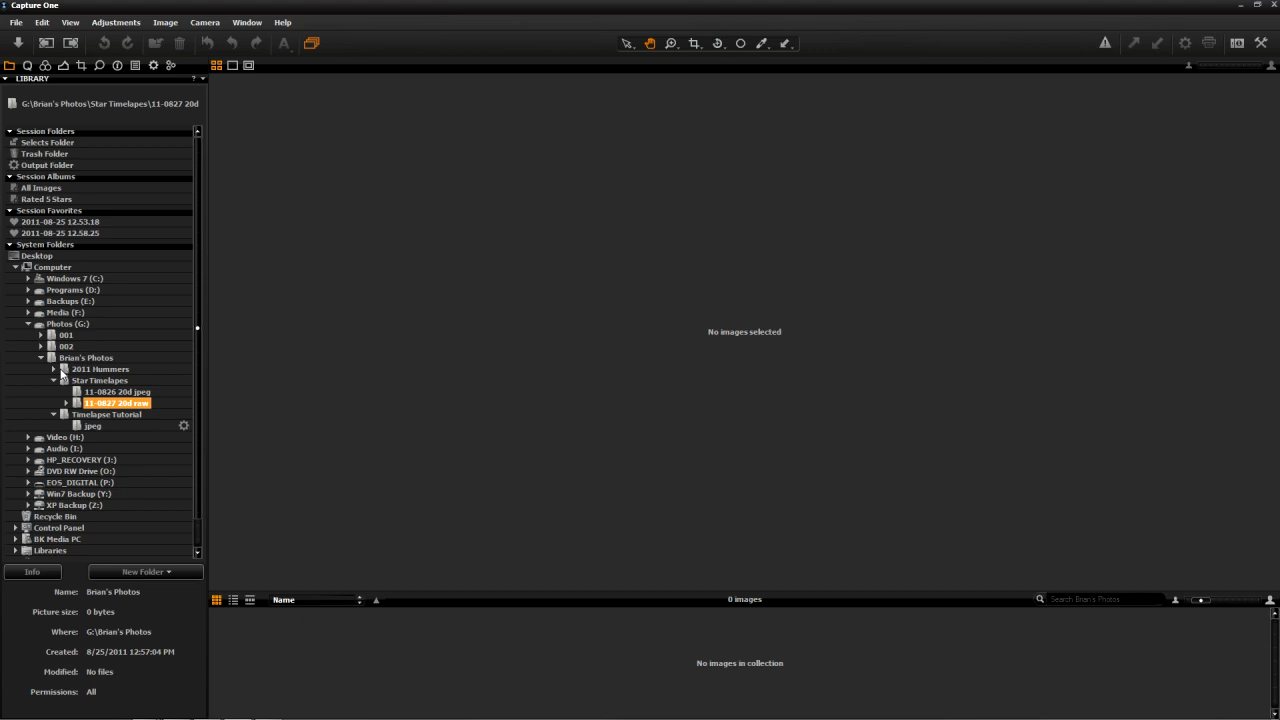 Capture One
File Edit View Adjustments Image Camera Window Help
LIBRARY ?
G:\Brian's Photos\Star Timelapes\11-0827 20d
Session Folders
Selects Folder
Trash Folder
Output Folder
Session Albums
All Images
Rated 5 Stars
Session Favorites
2011-08-25 12.53.18
2011-08-25 12.58.25
System Folders
Desktop
Computer
Windows 7 (C:)
Programs (D:)
Backups (E:)
Media (F:)
Photos (G:)
001
002
Brian's Photos
2011 Hummers
Star Timelapes
11-0826 20d jpeg
11-0827 20d raw
Timelapse Tutorial
jpeg
Video (H:)
Audio (I:)
HP_RECOVERY (J:)
DVD RW Drive (O:)
EOS_DIGITAL (P:)
Win7 Backup (Y:)
XP Backup (Z:)
Recycle Bin
Control Panel
BK Media PC
Libraries
Info New Folder
Name: Brian's Photos
Picture size: 0 bytes
Where: G:\Brian's Photos
Created: 8/25/2011 12:57:04 PM
Modified: No files
Permissions: All
No images selected
Name 0 images Search Brian's Photos
No images in collection